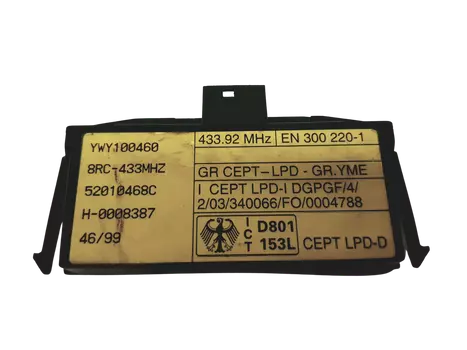 YWY100460
8RC-433MHZ
52010468C
H-0008387
46/99
433.92 MHz EN 300 220-1
GR CEPT-LPD - GR.YME
I CEPT LPD-I DGPGF/4/
2/03/340066/FO/0004788
ICT D801
153L CEPT LPD-D